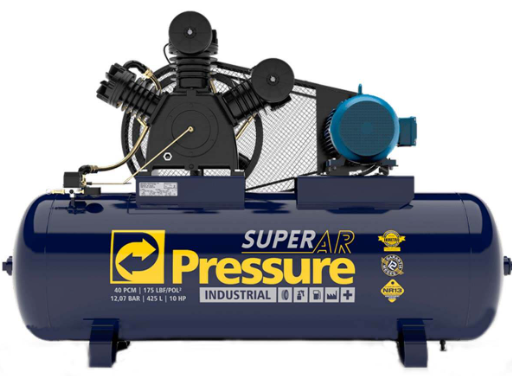 SUPER AR
Pressure
INDUSTRIAL
40 PCM | 175 LBF/POL²
12,07 BAR | 425 L | 10 HP
NR13